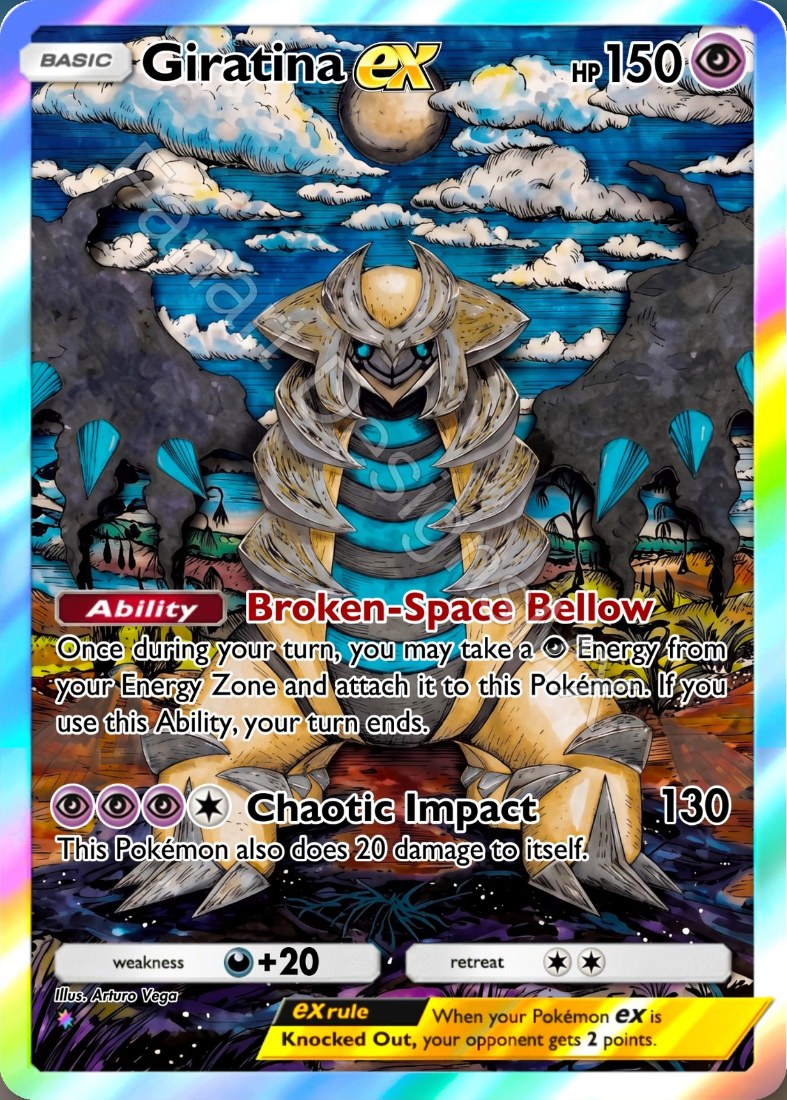 BASIC Giratina ex HP 150
Ability Broken-Space Bellow
Once during your turn, you may take a Energy from
your Energy Zone and attach it to this Pokémon. If you
use this Ability, your turn ends.
Chaotic Impact 130
This Pokémon also does 20 damage to itself.
weakness +20 retreat
Illus. Arturo Vega
ex rule When your Pokémon ex is
Knocked Out, your opponent gets 2 points.